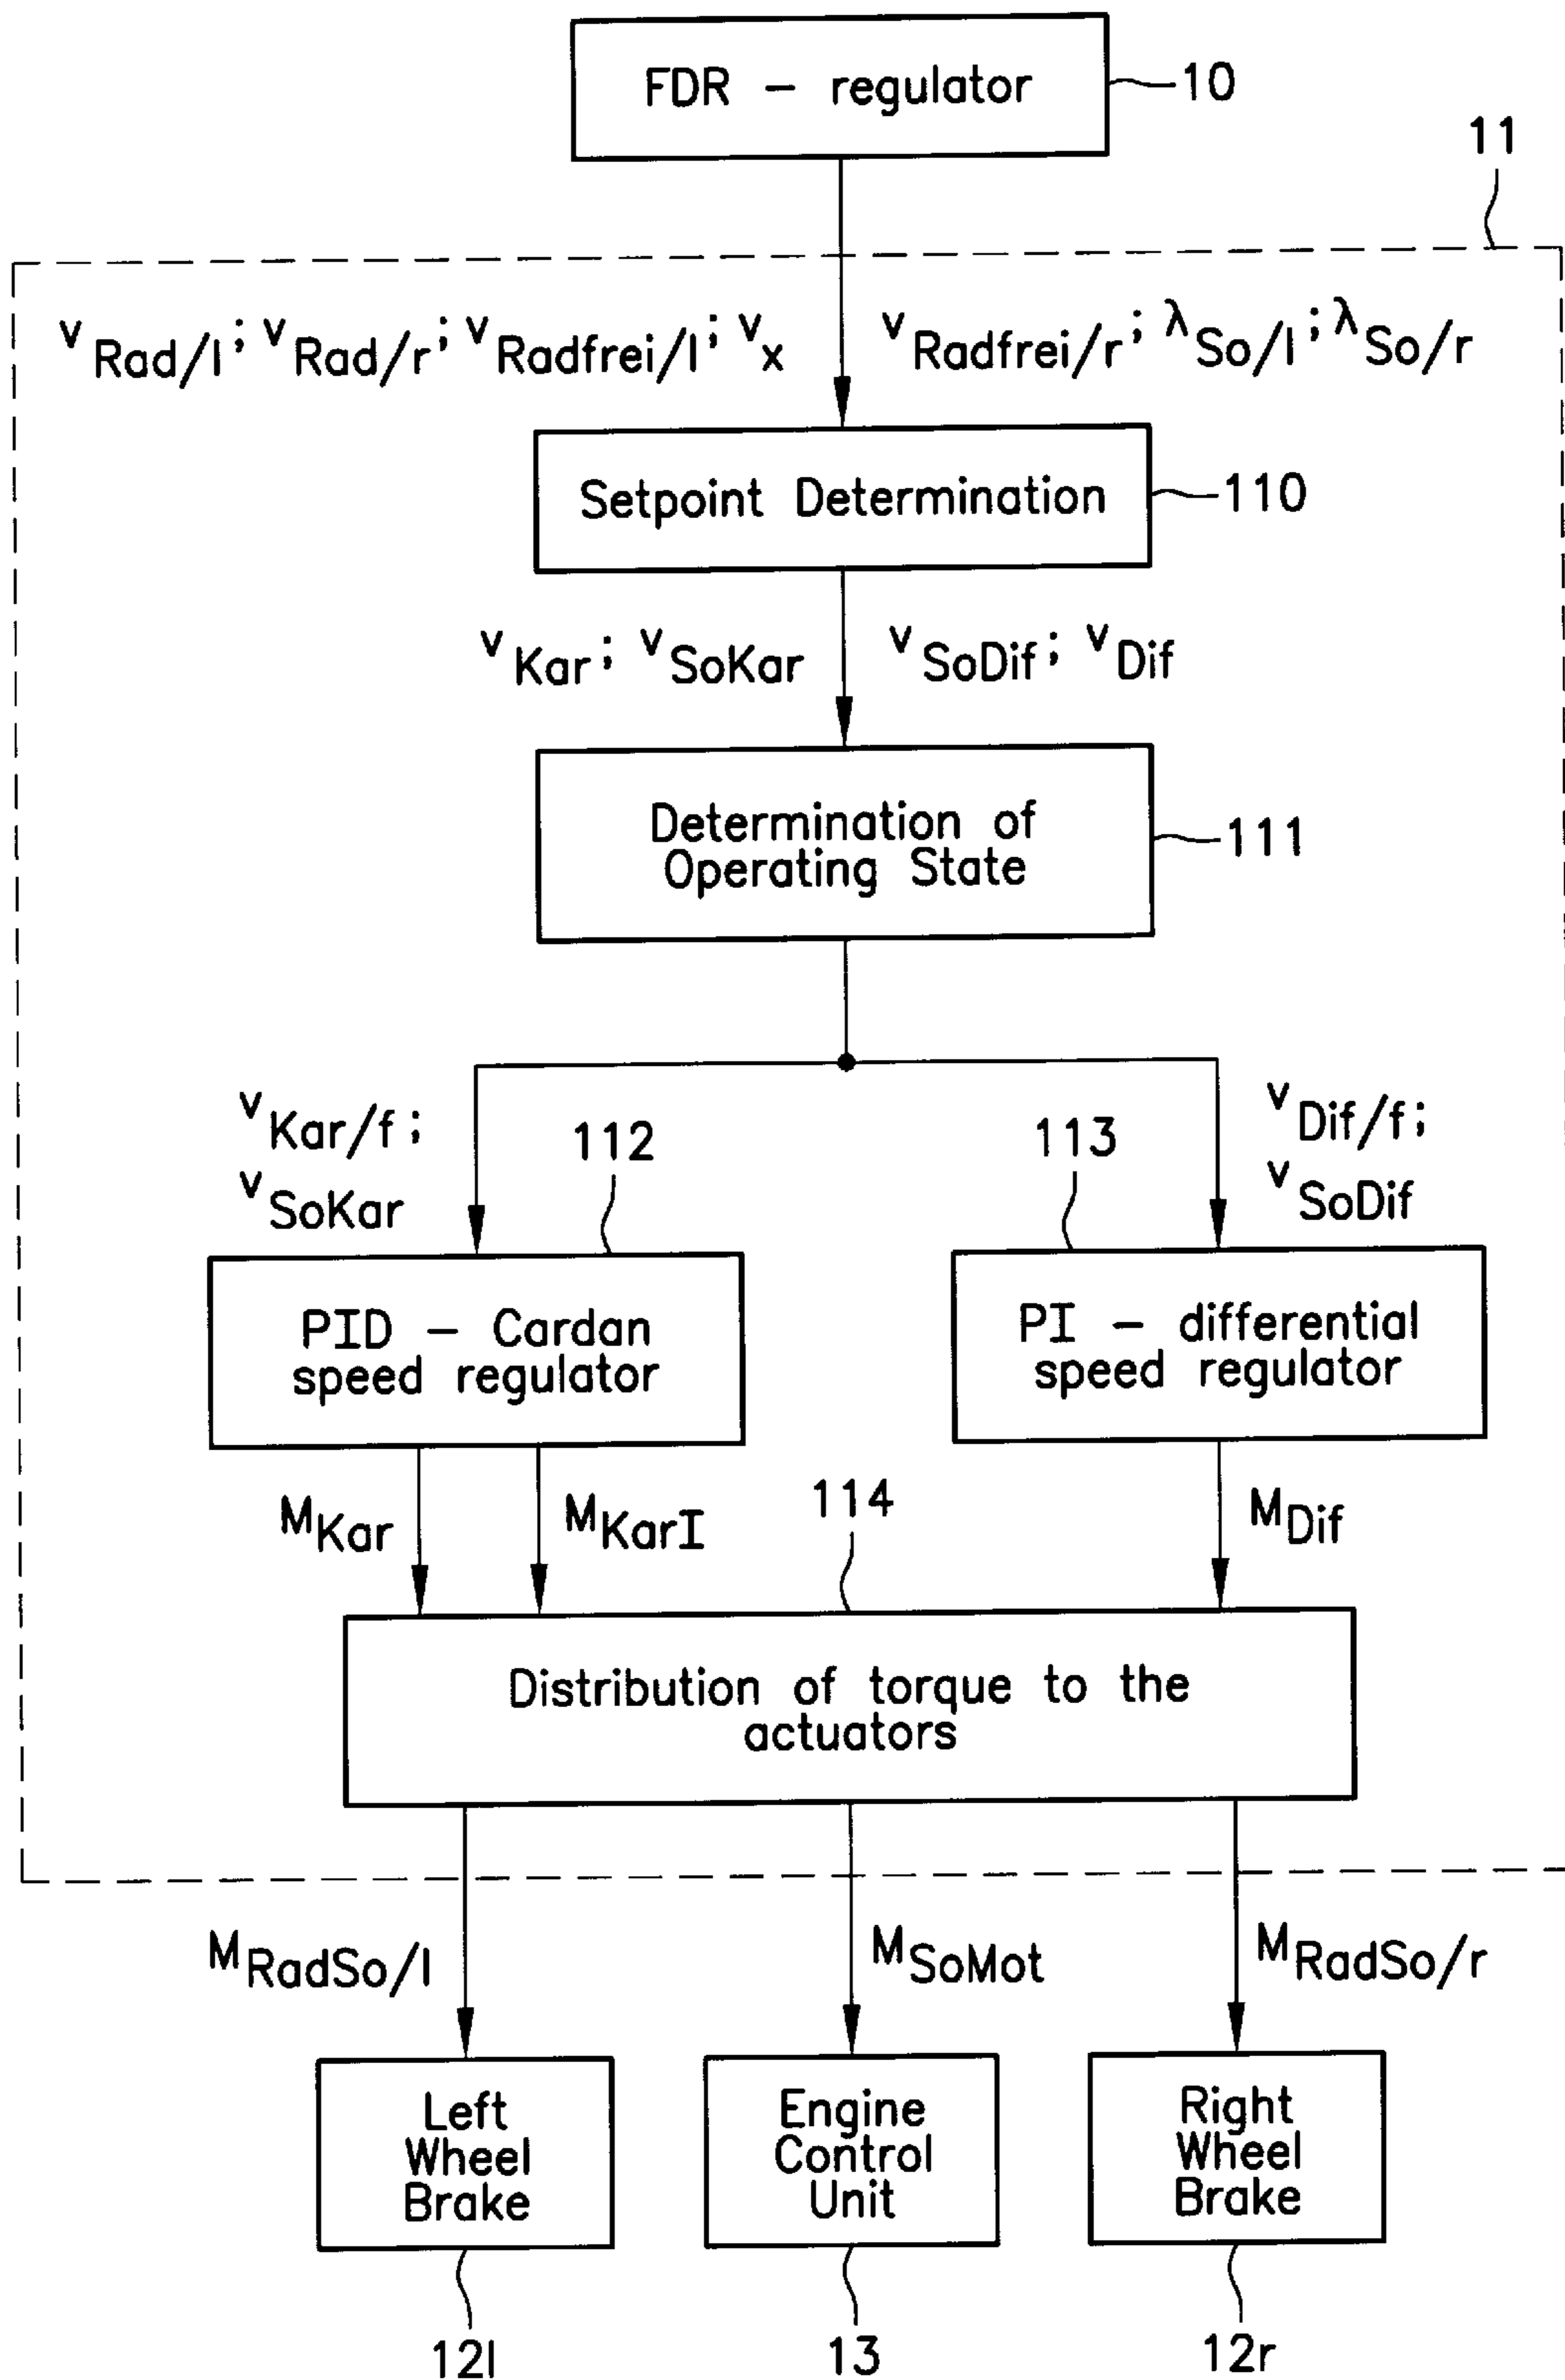 FDR - regulator
10
11
vRad/l; vRad/r; vRadfrei/l; vx
vRadfrei/r; λSo/l; λSo/r
Setpoint Determination
110
vKar; vSoKar
vSoDif; vDif
Determination of
Operating State
111
vKar/f;
vSoKar
112
113
vDif/f;
vSoDif
PID - Cardan
speed regulator
PI - differential
speed regulator
MKar
MKarI
114
MDif
Distribution of torque to the
actuators
MRadSo/l
MSoMot
MRadSo/r
Left
Wheel
Brake
Engine
Control
Unit
Right
Wheel
Brake
12l
13
12r